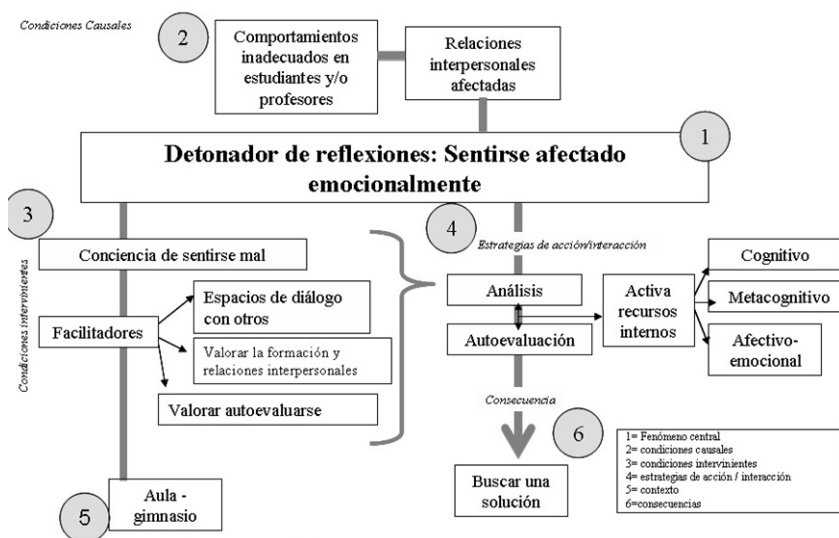 Condiciones Causales
2
Comportamientos
inadecuados en
estudiantes y/o
profesores
Relaciones
interpersonales
afectadas
1
Detonador de reflexiones: Sentirse afectado
emocionalmente
3
Condiciones intervinientes
Conciencia de sentirse mal
Facilitadores
Espacios de diálogo
con otros
Valorar la formación y
relaciones interpersonales
Valorar autoevaluarse
5
Aula -
gimnasio
4
Estrategias de acción/interacción
Análisis
Autoevaluación
Activa
recursos
internos
Cognitivo
Metacognitivo
Afectivo-
emocional
Consecuencia
6
Buscar una
solución
1= Fenómeno central
2= condiciones causales
3= condiciones intervinientes
4= estrategias de acción / interacción
5= contexto
6=consecuencias